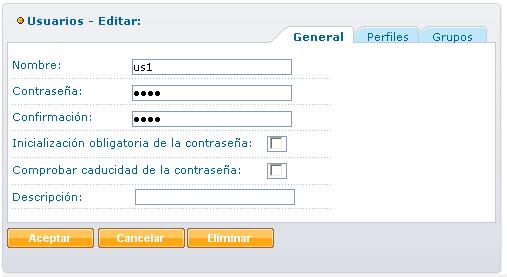 Usuarios - Editar:
General Perfiles Grupos
Nombre: us1
Contraseña: ••••
Confirmación: ••••
Inicialización obligatoria de la contraseña:
Comprobar caducidad de la contraseña:
Descripción:
Aceptar Cancelar Eliminar